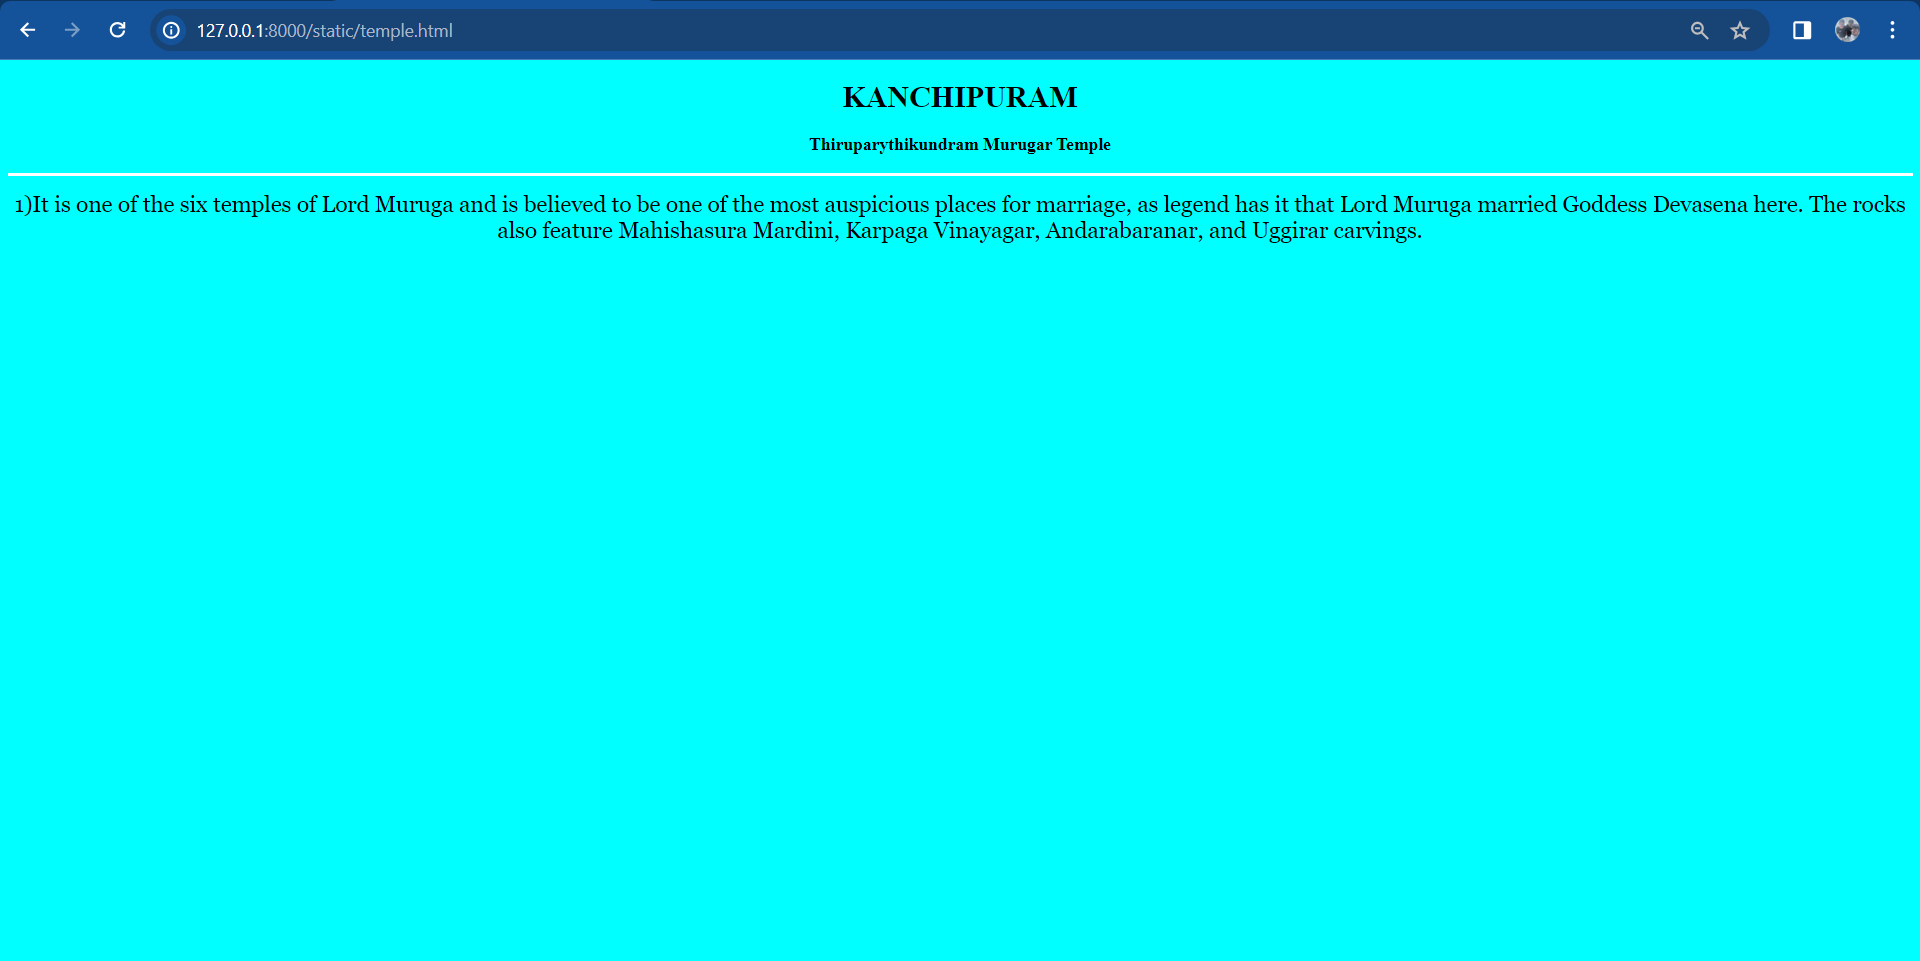 127.0.0.1:8000/static/temple.html
KANCHIPURAM
Thiruparythikundram Murugar Temple
1)It is one of the six temples of Lord Muruga and is believed to be one of the most auspicious places for marriage, as legend has it that Lord Muruga married Goddess Devasena here. The rocks
also feature Mahishasura Mardini, Karpaga Vinayagar, Andarabaranar, and Uggirar carvings.